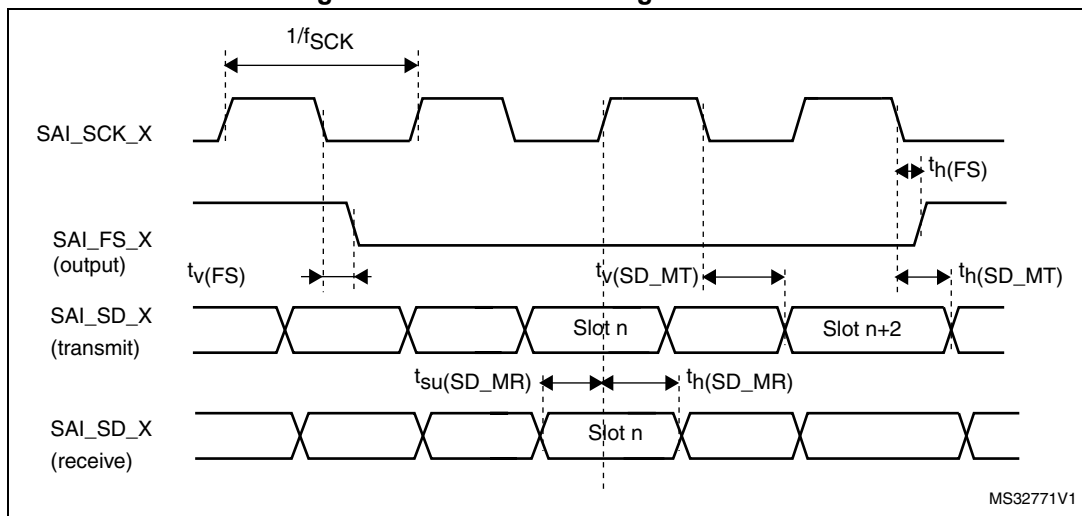 1/fSCK
SAI_SCK_X
th(FS)
SAI_FS_X
(output)
tv(FS)
tv(SD_MT)
th(SD_MT)
SAI_SD_X
(transmit)
Slot n
Slot n+2
tsu(SD_MR)
th(SD_MR)
SAI_SD_X
(receive)
Slot n
MS32771V1